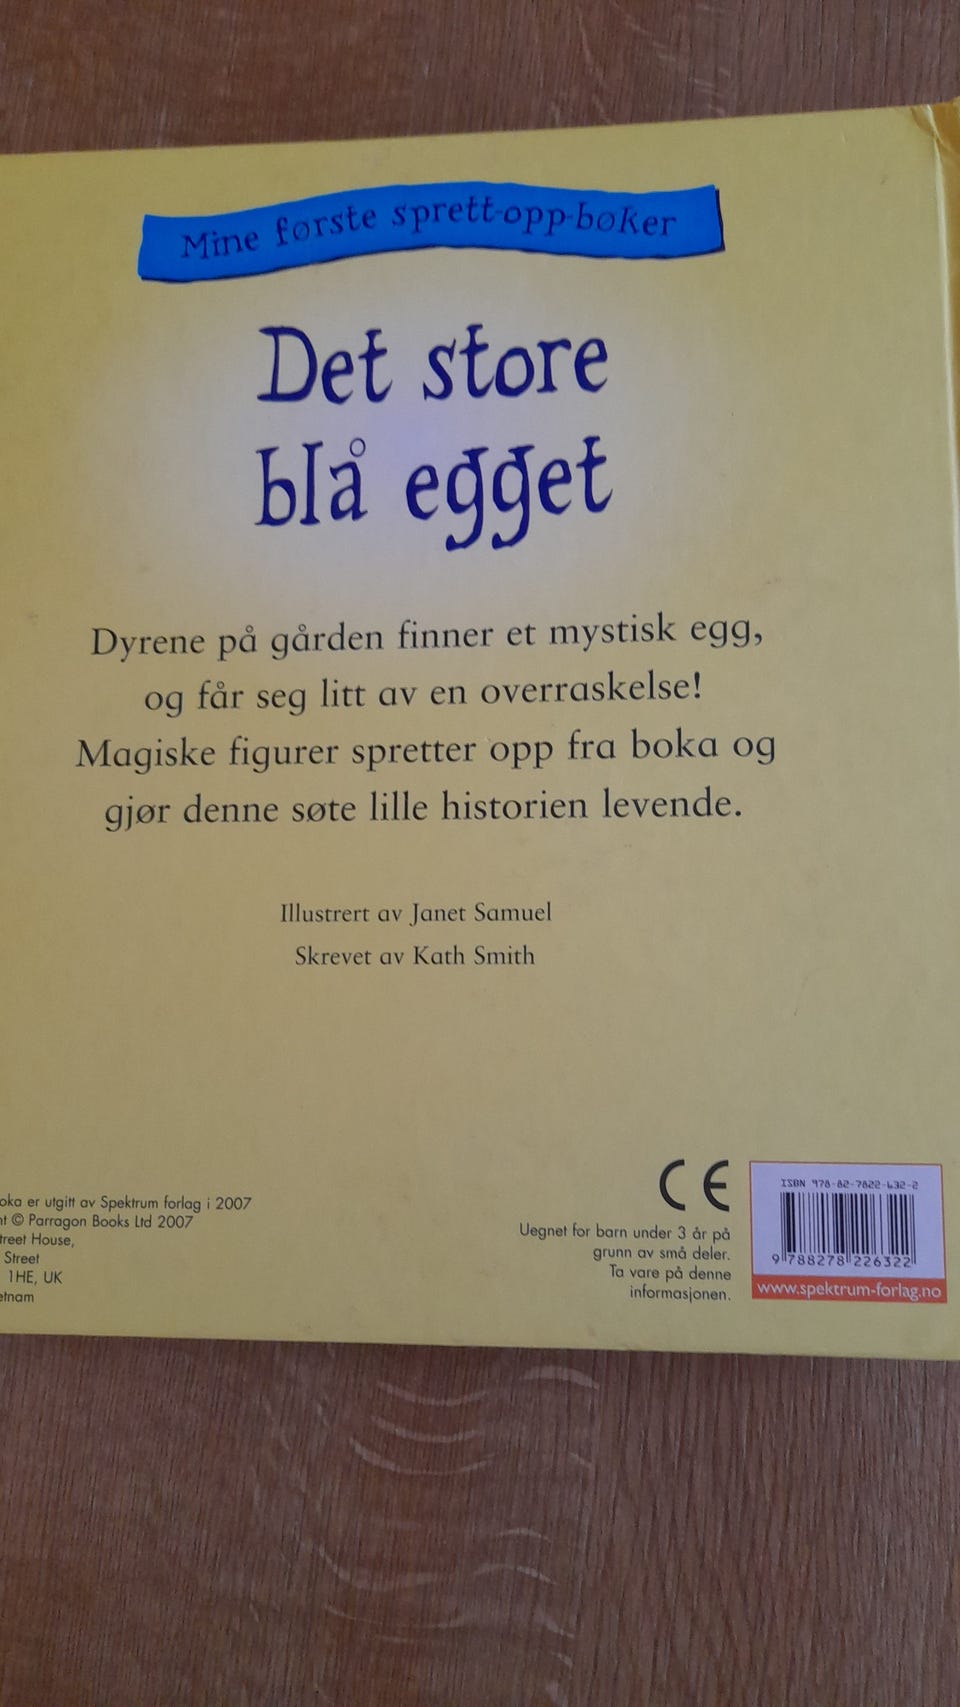 Mine første sprett-opp-bøker
Det store
blå egget
Dyrene på gården finner et mystisk egg,
og får seg litt av en overraskelse!
Magiske figurer spretter opp fra boka og
gjør denne søte lille historien levende.
Illustrert av Janet Samuel
Skrevet av Kath Smith
oka er utgitt av Spektrum forlag i 2007
© Parragon Books Ltd 2007
treet House,
Street
1HE, UK
etnam
CE
Uegnet for barn under 3 år på
grunn av små deler.
Ta vare på denne
informasjonen.
ISBN 978-82-7822-632-2
9 788278 226322
www.spektrum-forlag.no